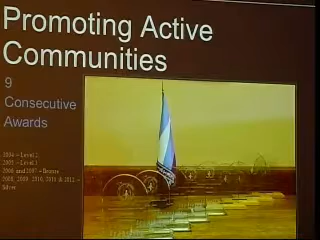 Promoting Active
Communities
9
Consecutive
Awards
2004 – Level 2
2005 – Level 1
2006 and 2007 – Bronze
2008, 2009, 2010, 2011 & 2012 –
Silver